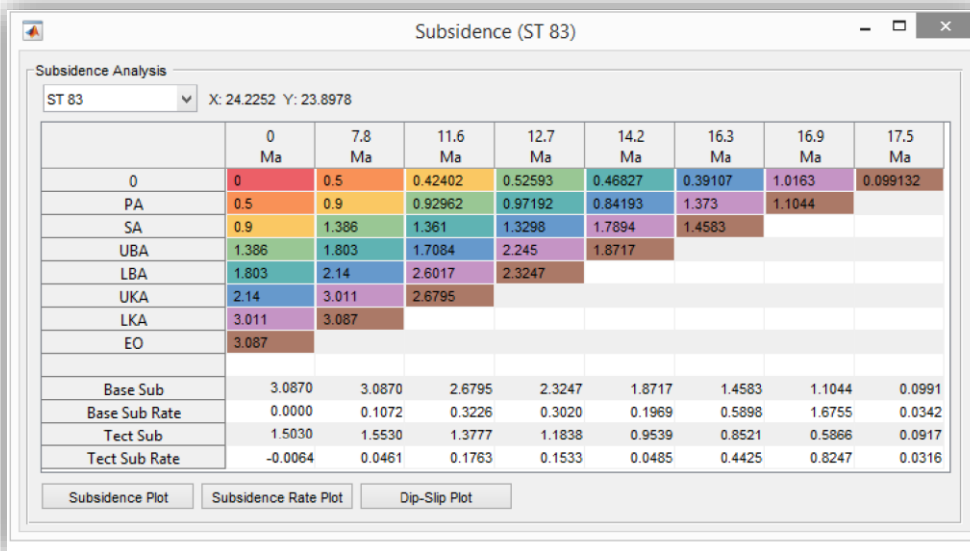 Subsidence (ST 83)
Subsidence Analysis
ST 83 X: 24.2252 Y: 23.8978
0 7.8 11.6 12.7 14.2 16.3 16.9 17.5
Ma Ma Ma Ma Ma Ma Ma Ma
0 0 0.5 0.42402 0.52593 0.46827 0.39107 1.0163 0.099132
PA 0.5 0.9 0.92962 0.97192 0.84193 1.373 1.1044
SA 0.9 1.386 1.361 1.3298 1.7894 1.4583
UBA 1.386 1.803 1.7084 2.245 1.8717
LBA 1.803 2.14 2.6017 2.3247
UKA 2.14 3.011 2.6795
LKA 3.011 3.087
EO 3.087
Base Sub 3.0870 3.0870 2.6795 2.3247 1.8717 1.4583 1.1044 0.0991
Base Sub Rate 0.0000 0.1072 0.3226 0.3020 0.1969 0.5898 1.6755 0.0342
Tect Sub 1.5030 1.5530 1.3777 1.1838 0.9539 0.8521 0.5866 0.0917
Tect Sub Rate -0.0064 0.0461 0.1763 0.1533 0.0485 0.4425 0.8247 0.0316
Subsidence Plot Subsidence Rate Plot Dip-Slip Plot